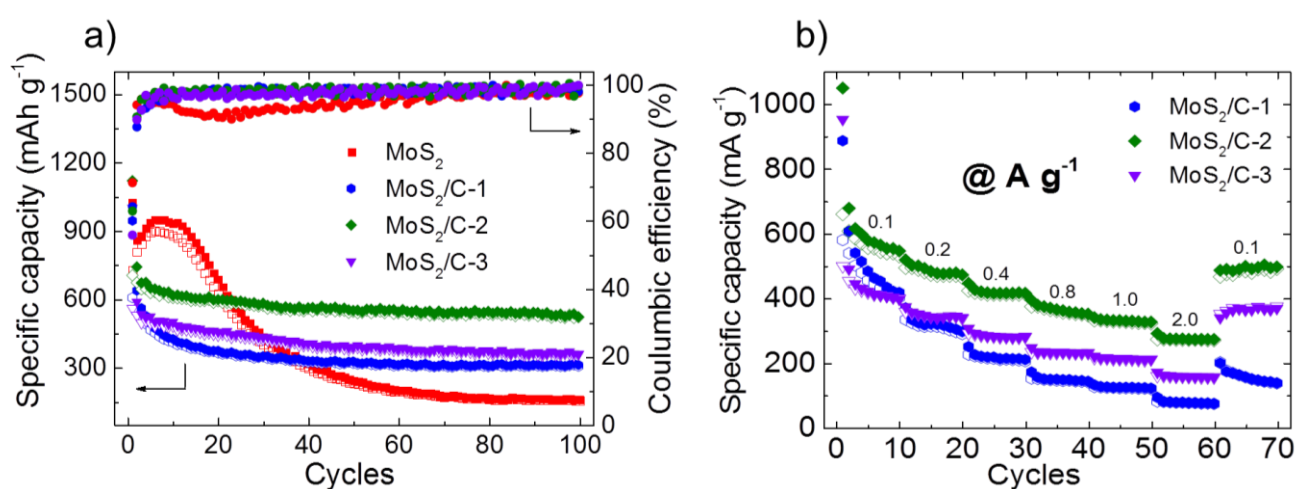 a)
Specific capacity (mAh g⁻¹)
1500
1200
900
600
300
0 20 40 60 80 100
Cycles
100
80
60
40
20
0
Coulumbic efficiency (%)
MoS₂
MoS₂/C-1
MoS₂/C-2
MoS₂/C-3
b)
Specific capacity (mA g⁻¹)
1000
800
600
400
200
0
0 10 20 30 40 50 60 70
Cycles
MoS₂/C-1
MoS₂/C-2
MoS₂/C-3
@ A g⁻¹
0.1
0.2
0.4
0.8
1.0
2.0
0.1